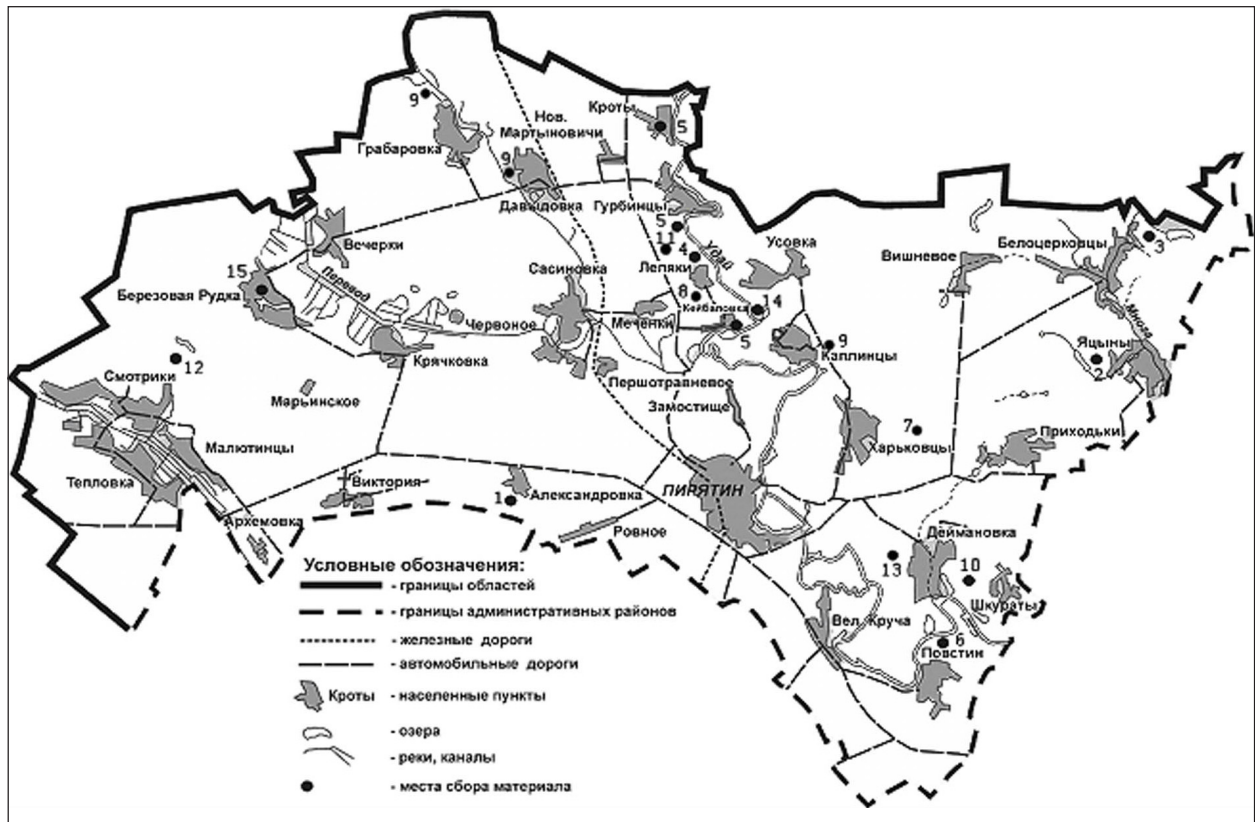 Кроты
5
9
Нов.
Мартыновичи
Грабаровка
9
Давыдовка
Гурбинцы
5
11
4
Удай
Лепяки
Усовка
Вишневое
Белоцерковцы
3
Вечерки
15
Березовая Рудка
Перевод
Сасиновка
8
Кейбаловка
14
Многа
Червоное
Меченки
5
9
Каплинцы
Яцыны
2
Крячковка
12
Смотрики
Марьинское
Першотравневое
Замостище
7
Харьковцы
Приходьки
Малютинцы
Тепловка
Виктория
1
Александровка
ПИРЯТИН
Архемовка
Ровное
Деймановка
13
10
Шкураты
Вел. Круча
6
Повстин
Условные обозначения:
- границы областей
- границы административных районов
- железные дороги
- автомобильные дороги
Кроты - населенные пункты
- озера
- реки, каналы
- места сбора материала